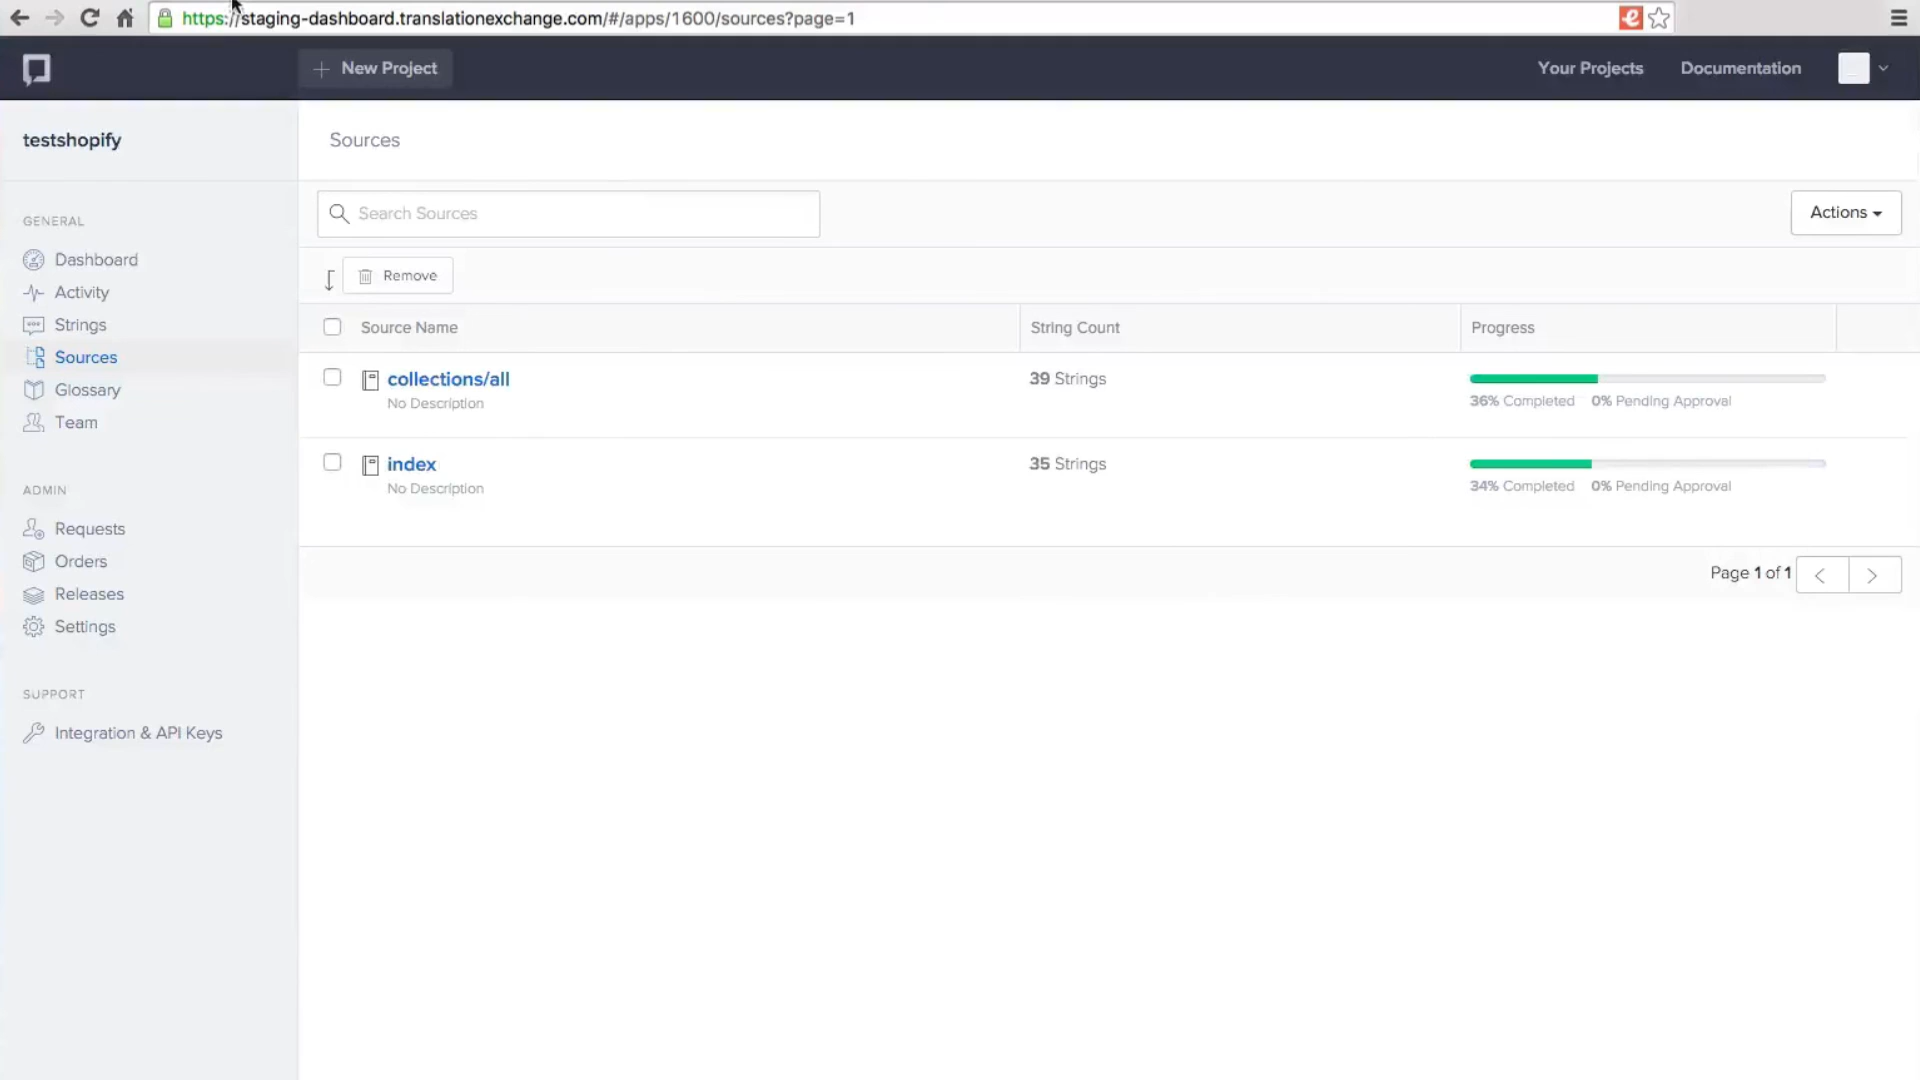 https://staging-dashboard.translationexchange.com/#/apps/1600/sources?page=1
New Project
Your Projects
Documentation
testshopify
Sources
GENERAL
Search Sources
Actions
Dashboard
Remove
Activity
Strings
Source Name
String Count
Progress
Sources
collections/all
39 Strings
No Description
36% Completed
0% Pending Approval
Glossary
Team
index
35 Strings
No Description
34% Completed
0% Pending Approval
ADMIN
Requests
Orders
Page 1 of 1
Releases
Settings
SUPPORT
Integration & API Keys